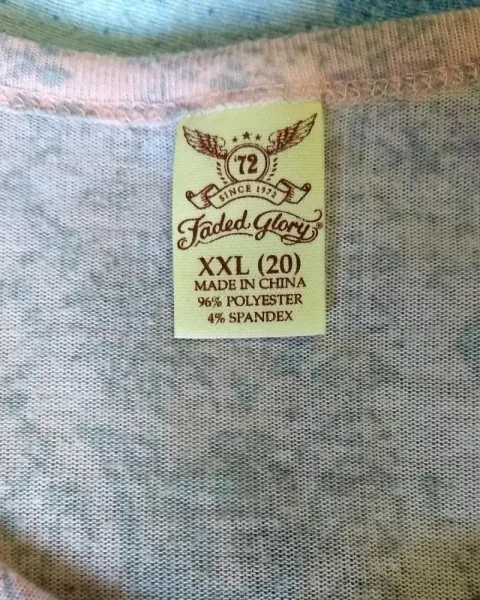 '72
SINCE 1972
Faded Glory®
XXL (20)
MADE IN CHINA
96% POLYESTER
4% SPANDEX